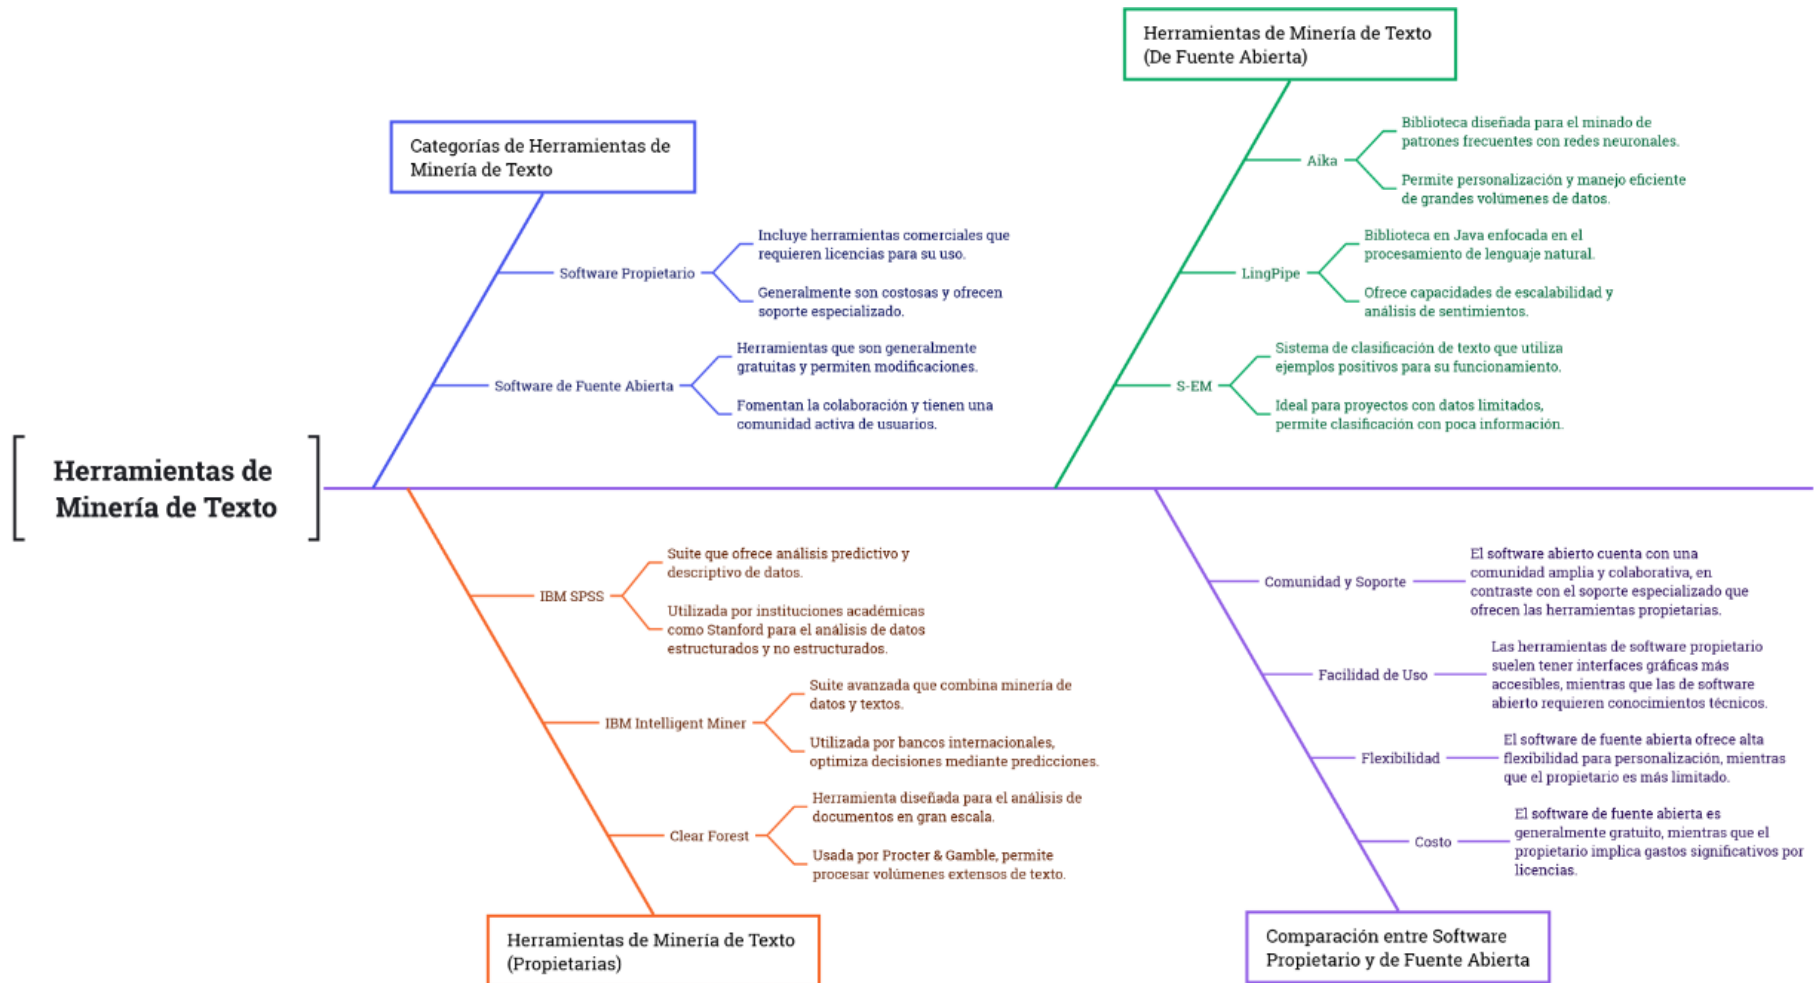 Herramientas de
Minería de Texto
Categorías de Herramientas de
Minería de Texto
Software Propietario
Incluye herramientas comerciales que
requieren licencias para su uso.
Generalmente son costosas y ofrecen
soporte especializado.
Software de Fuente Abierta
Herramientas que son generalmente
gratuitas y permiten modificaciones.
Fomentan la colaboración y tienen una
comunidad activa de usuarios.
Herramientas de Minería de Texto
(De Fuente Abierta)
Aika
Biblioteca diseñada para el minado de
patrones frecuentes con redes neuronales.
Permite personalización y manejo eficiente
de grandes volúmenes de datos.
LingPipe
Biblioteca en Java enfocada en el
procesamiento de lenguaje natural.
Ofrece capacidades de escalabilidad y
análisis de sentimientos.
S-EM
Sistema de clasificación de texto que utiliza
ejemplos positivos para su funcionamiento.
Ideal para proyectos con datos limitados,
permite clasificación con poca información.
IBM SPSS
Suite que ofrece análisis predictivo y
descriptivo de datos.
Utilizada por instituciones académicas
como Stanford para el análisis de datos
estructurados y no estructurados.
IBM Intelligent Miner
Suite avanzada que combina minería de
datos y textos.
Utilizada por bancos internacionales,
optimiza decisiones mediante predicciones.
Clear Forest
Herramienta diseñada para el análisis de
documentos en gran escala.
Usada por Procter & Gamble, permite
procesar volúmenes extensos de texto.
Herramientas de Minería de Texto
(Propietarias)
Comunidad y Soporte
El software abierto cuenta con una
comunidad amplia y colaborativa, en
contraste con el soporte especializado que
ofrecen las herramientas propietarias.
Facilidad de Uso
Las herramientas de software propietario
suelen tener interfaces gráficas más
accesibles, mientras que las de software
abierto requieren conocimientos técnicos.
Flexibilidad
El software de fuente abierta ofrece alta
flexibilidad para personalización, mientras
que el propietario es más limitado.
Costo
El software de fuente abierta es
generalmente gratuito, mientras que el
propietario implica gastos significativos por
licencias.
Comparación entre Software
Propietario y de Fuente Abierta